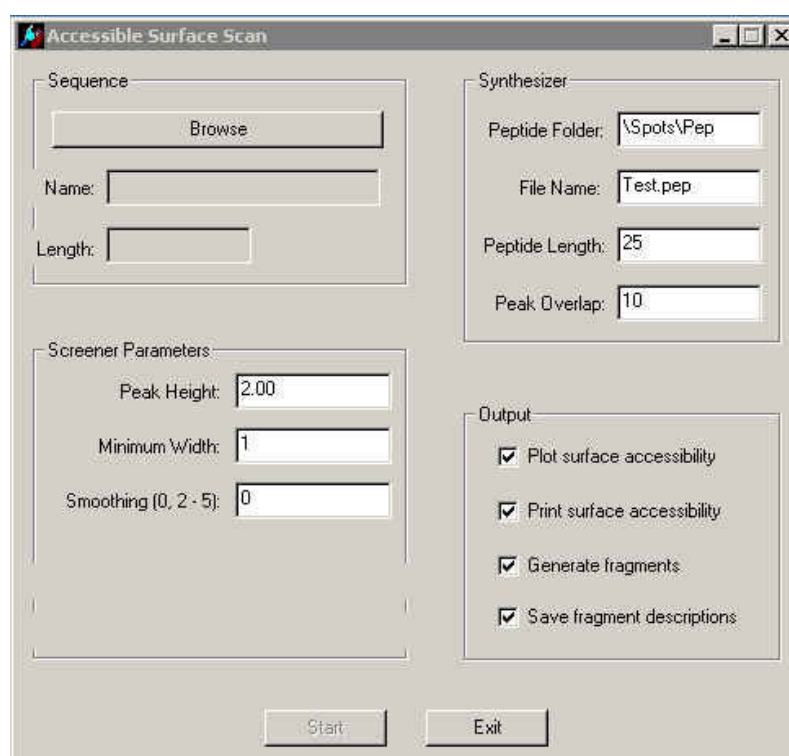 Accessible Surface Scan
Sequence
Browse
Name:
Length:
Screener Parameters
Peak Height: 2.00
Minimum Width: 1
Smoothing (0, 2 - 5): 0
Synthesizer
Peptide Folder: \Spots\Pep
File Name: Test.pep
Peptide Length: 25
Peak Overlap: 10
Output
Plot surface accessibility
Print surface accessibility
Generate fragments
Save fragment descriptions
Start
Exit